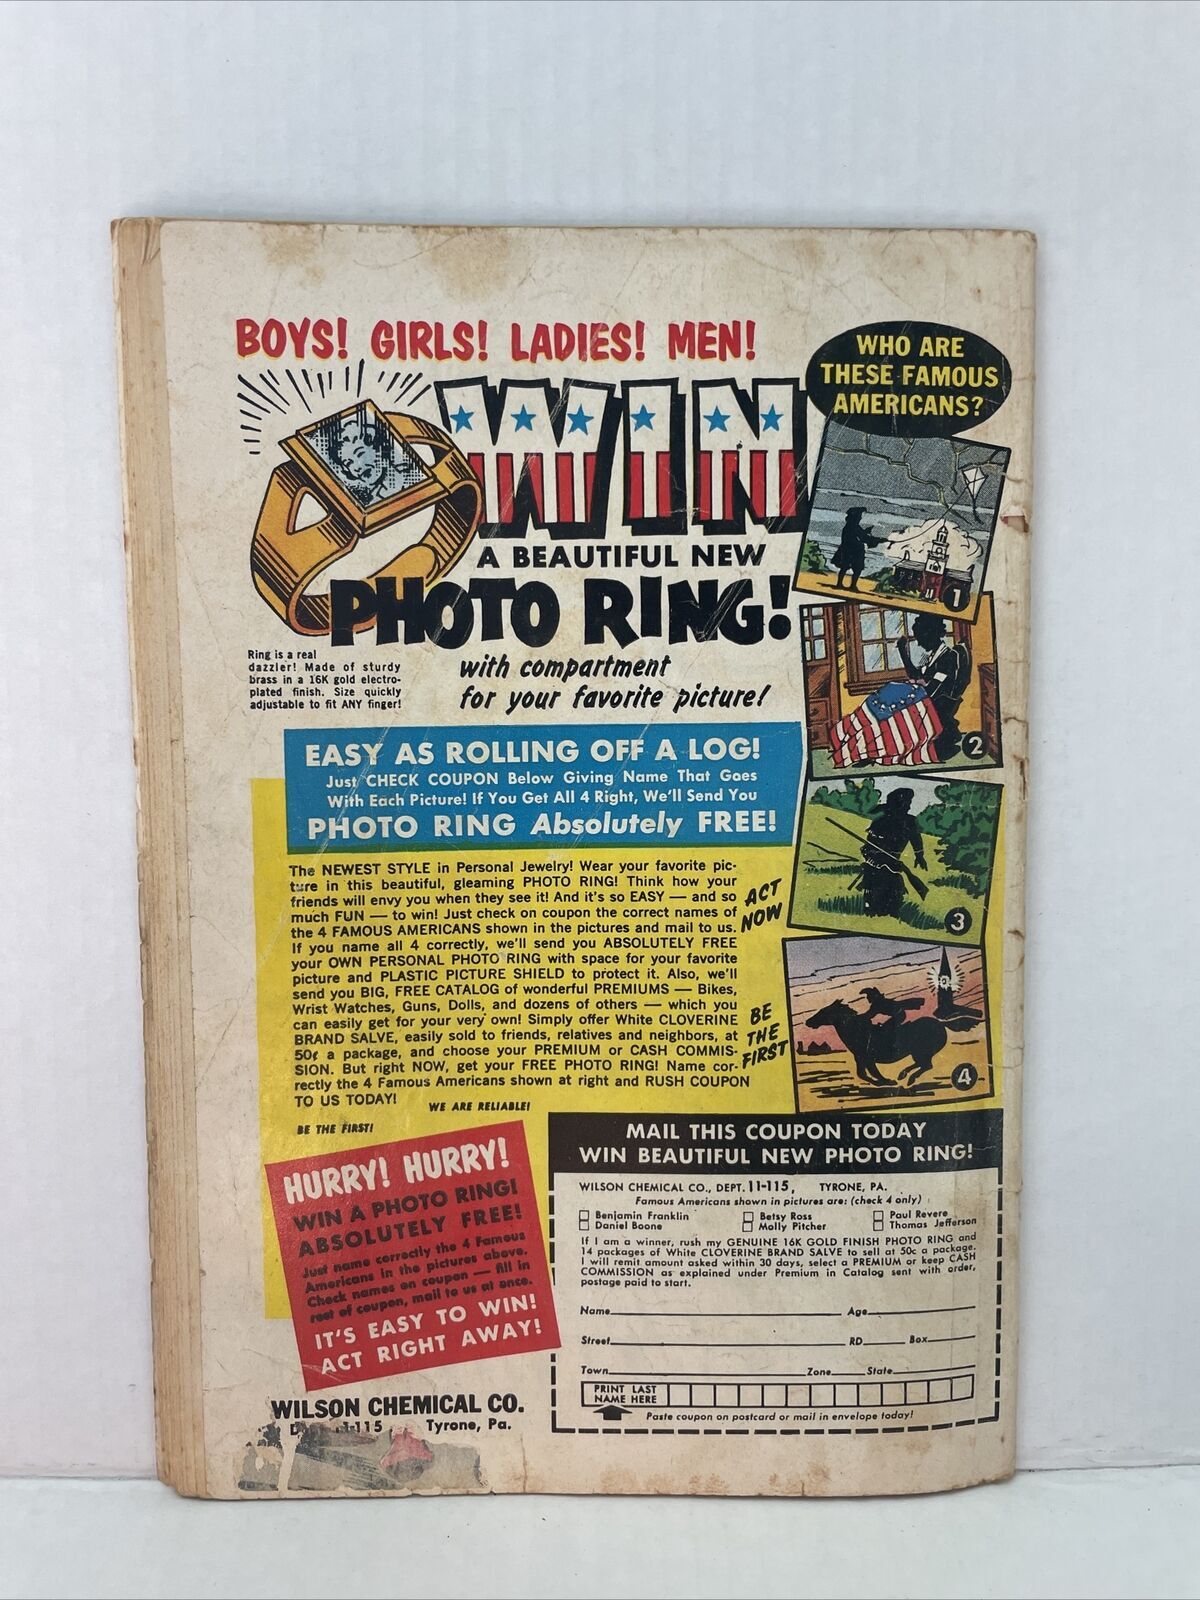 BOYS! GIRLS! LADIES! MEN!
WIN
A BEAUTIFUL NEW
PHOTO RING!
with compartment
for your favorite picture!
Ring is a real
dazzler! Made of sturdy
brass in a 16K gold electro-
plated finish. Size quickly
adjustable to fit ANY finger!
WHO ARE
THESE FAMOUS
AMERICANS?
1
2
3
4
EASY AS ROLLING OFF A LOG!
Just CHECK COUPON Below Giving Name That Goes
With Each Picture! If You Get All 4 Right, We'll Send You
PHOTO RING Absolutely FREE!
The NEWEST STYLE in Personal Jewelry! Wear your favorite pic-
ture in this beautiful, gleaming PHOTO RING! Think how your
friends will envy you when they see it! And it's so EASY — and so
much FUN — to win! Just check on coupon the correct names of
the 4 FAMOUS AMERICANS shown in the pictures and mail to us.
If you name all 4 correctly, we'll send you ABSOLUTELY FREE
your OWN PERSONAL PHOTO RING with space for your favorite
picture and PLASTIC PICTURE SHIELD to protect it. Also, we'll
send you BIG, FREE CATALOG of wonderful PREMIUMS — Bikes,
Wrist Watches, Guns, Dolls, and dozens of others — which you
can easily get for your very own! Simply offer White CLOVERINE
BRAND SALVE, easily sold to friends, relatives and neighbors, at
50¢ a package, and choose your PREMIUM or CASH COMMIS-
SION. But right NOW, get your FREE PHOTO RING! Name cor-
rectly the 4 Famous Americans shown at right and RUSH COUPON
TO US TODAY!
WE ARE RELIABLE!
BE THE FIRST!
ACT
NOW
BE
THE
FIRST
HURRY! HURRY!
WIN A PHOTO RING!
ABSOLUTELY FREE!
Just name correctly the 4 Famous
Americans in the pictures above.
Check names on coupon — fill in
rest of coupon, mail to us at once.
IT'S EASY TO WIN!
ACT RIGHT AWAY!
WILSON CHEMICAL CO.
1-115, Tyrone, Pa.
MAIL THIS COUPON TODAY
WIN BEAUTIFUL NEW PHOTO RING!
WILSON CHEMICAL CO., DEPT. 11-115, TYRONE, PA.
Famous Americans shown in pictures are: (check 4 only)
Benjamin Franklin Betsy Ross Paul Revere
Daniel Boone Molly Pitcher Thomas Jefferson
If I am a winner, rush my GENUINE 16K GOLD FINISH PHOTO RING and
14 packages of White CLOVERINE BRAND SALVE to sell at 50c a package.
I will remit amount asked within 30 days, select a PREMIUM or keep CASH
COMMISSION as explained under Premium in Catalog sent with order,
postage paid to start.
Name Age
Street RD Box
Town Zone State
PRINT LAST
NAME HERE
Paste coupon on postcard or mail in envelope today!